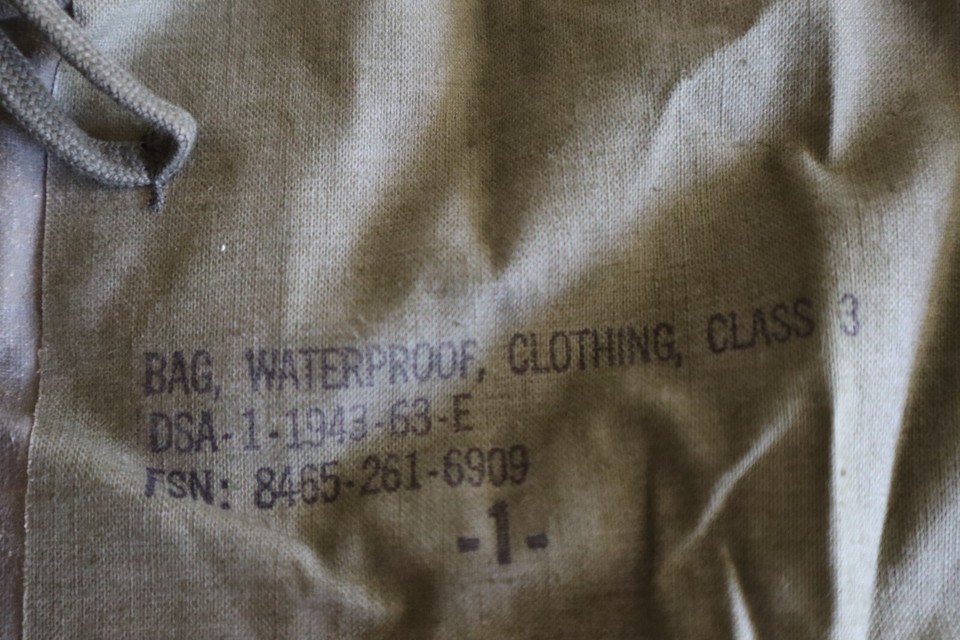 BAG, WATERPROOF, CLOTHING, CLASS 3
DSA-1-1943-63-E
FSN: 8465-261-6909
-1-